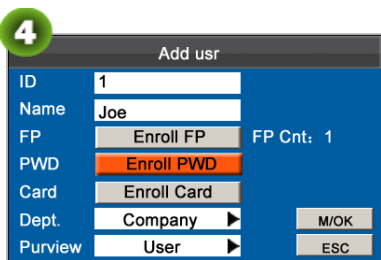 4
Add usr
ID 1
Name Joe
FP Enroll FP FP Cnt: 1
PWD Enroll PWD
Card Enroll Card
Dept. Company M/OK
Purview User ESC